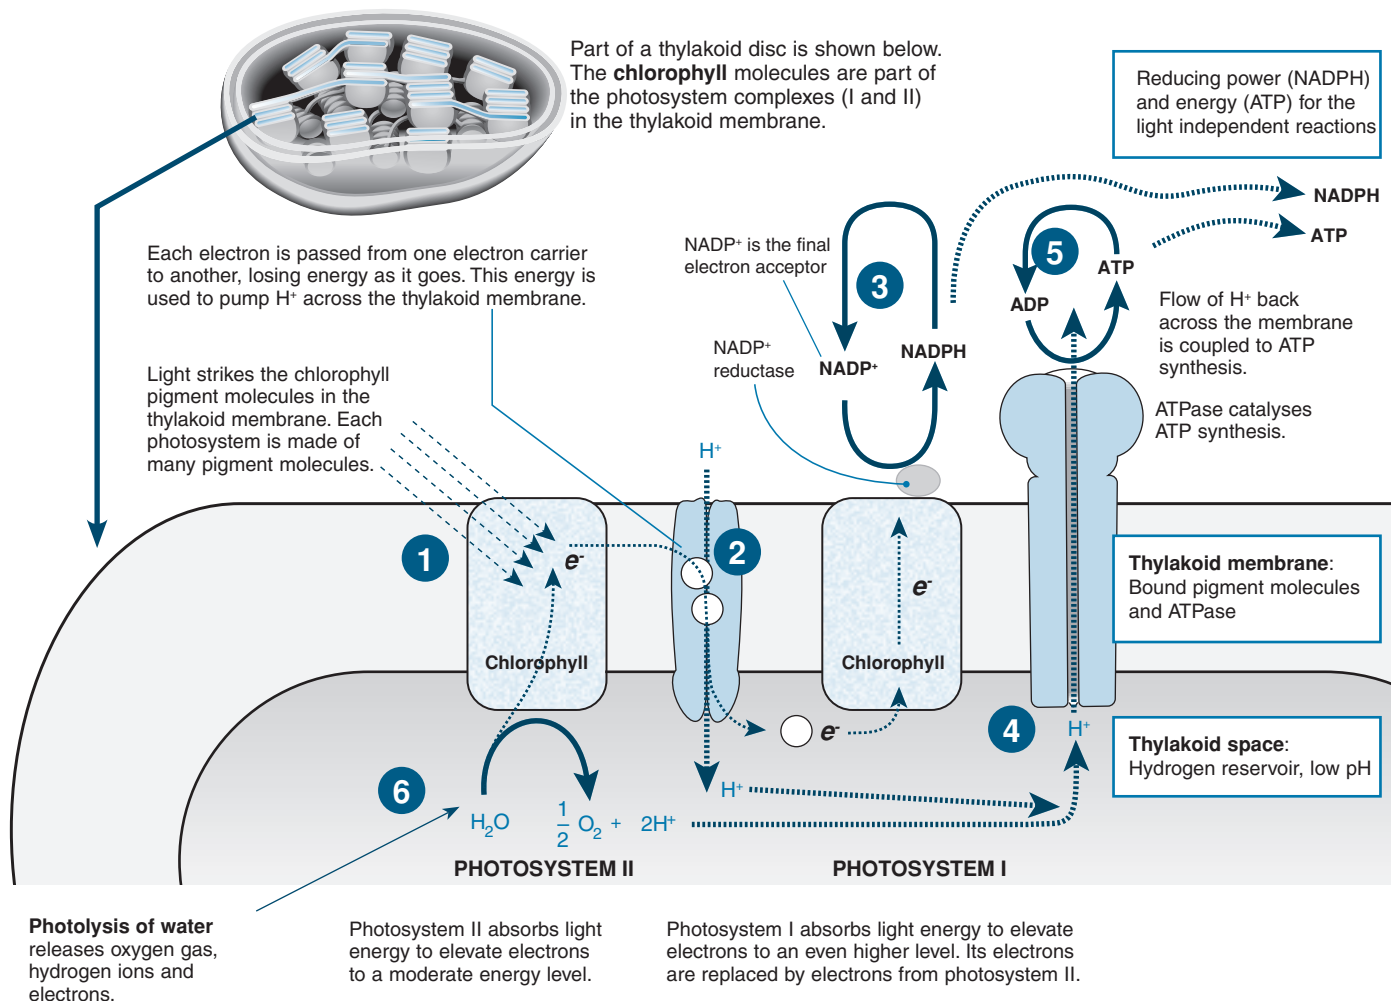 Part of a thylakoid disc is shown below.
The chlorophyll molecules are part of
the photosystem complexes (I and II)
in the thylakoid membrane.
Reducing power (NADPH)
and energy (ATP) for the
light independent reactions
NADPH
ATP
Each electron is passed from one electron carrier
to another, losing energy as it goes. This energy is
used to pump H⁺ across the thylakoid membrane.
NADP⁺ is the final
electron acceptor
3
5
ATP
ADP
Flow of H⁺ back
across the membrane
is coupled to ATP
synthesis.
NADP⁺
reductase
NADP⁺
NADPH
Light strikes the chlorophyll
pigment molecules in the
thylakoid membrane. Each
photosystem is made of
many pigment molecules.
ATPase catalyses
ATP synthesis.
H⁺
1
e⁻
2
e⁻
Thylakoid membrane:
Bound pigment molecules
and ATPase
Chlorophyll
Chlorophyll
e⁻
4
H⁺
Thylakoid space:
Hydrogen reservoir, low pH
6
H⁺
H₂O
1/2 O₂ + 2H⁺
PHOTOSYSTEM II
PHOTOSYSTEM I
Photolysis of water
releases oxygen gas,
hydrogen ions and
electrons.
Photosystem II absorbs light
energy to elevate electrons
to a moderate energy level.
Photosystem I absorbs light energy to elevate
electrons to an even higher level. Its electrons
are replaced by electrons from photosystem II.